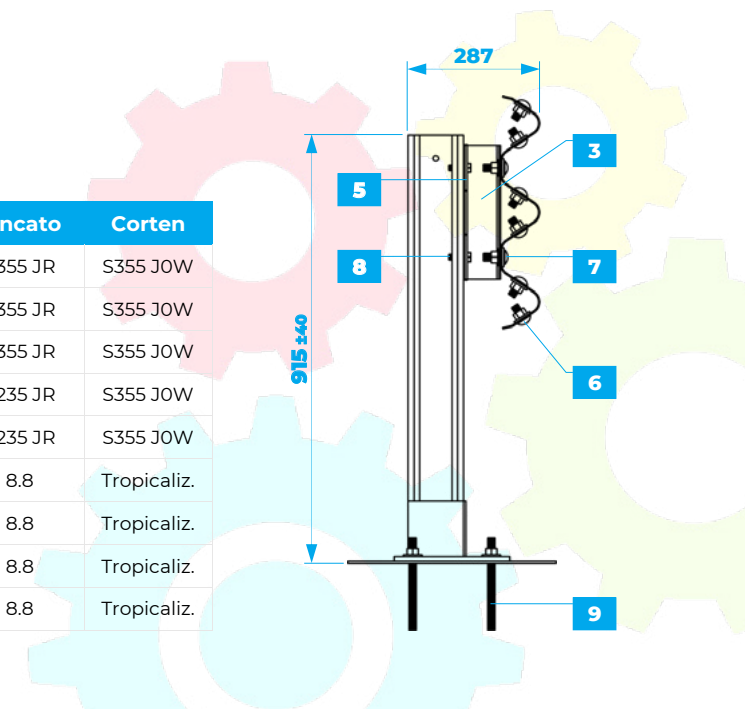 ncato Corten
355 JR S355 J0W
355 JR S355 J0W
355 JR S355 J0W
235 JR S355 J0W
235 JR S355 J0W
8.8 Tropicaliz.
8.8 Tropicaliz.
8.8 Tropicaliz.
8.8 Tropicaliz.
287
3
5
8
7
915 ±40
6
9